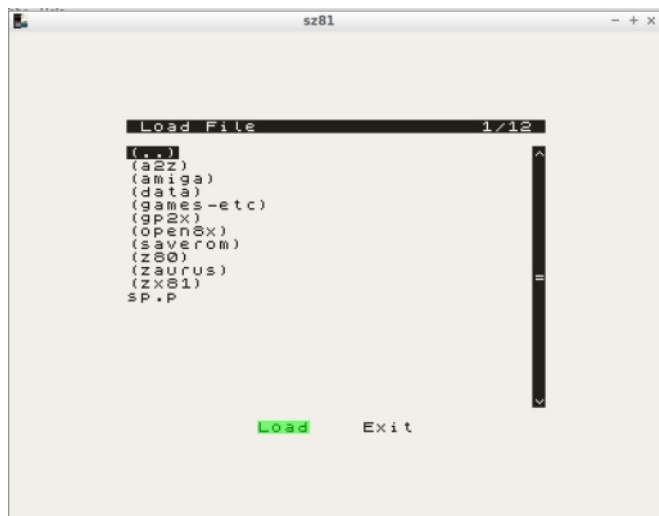 sz81
Load File 1/12
(..)
(a2z)
(amiga)
(data)
(games-etc)
(gp2x)
(open8x)
(saverom)
(z80)
(zaurus)
(zx81)
sp.p
Load Exit